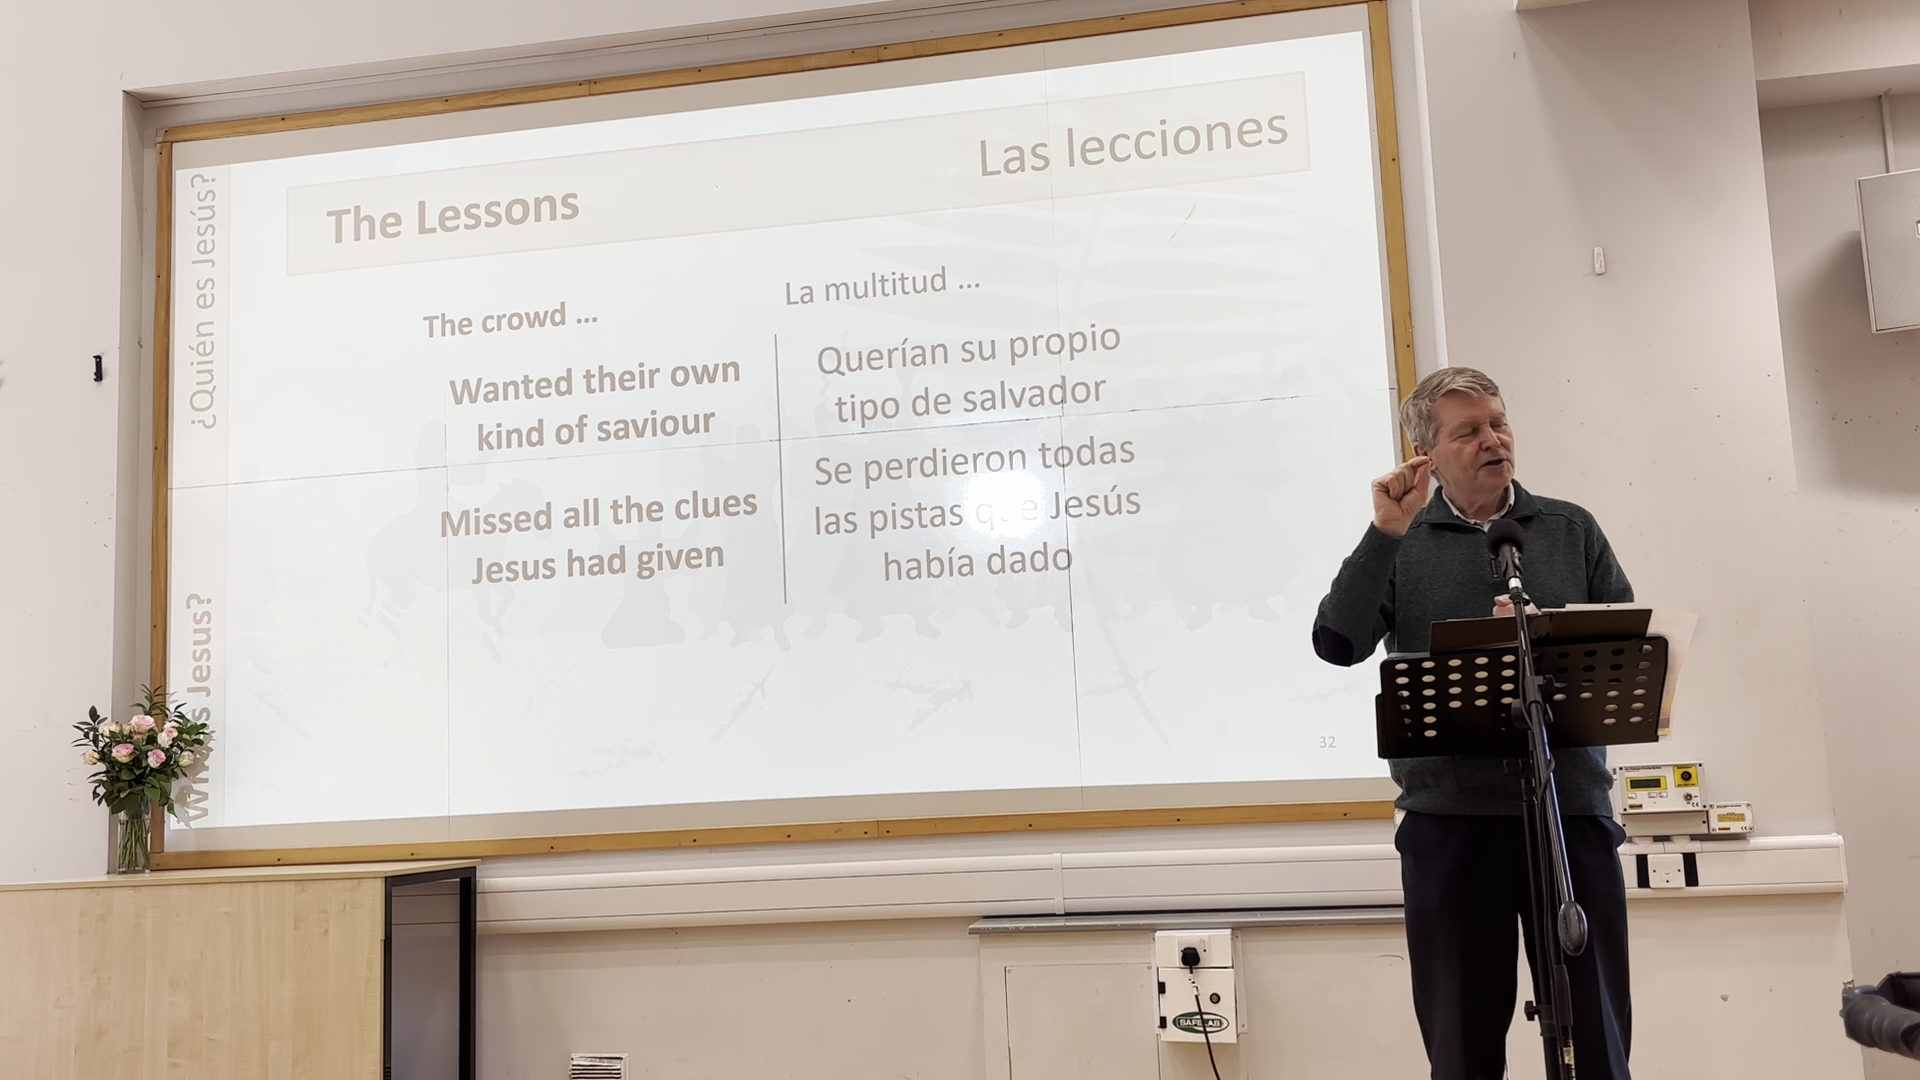 ¿Quién es Jesús?
Jesus?
The Lessons
Las lecciones
The crowd ...
Wanted their own
kind of saviour
Missed all the clues
Jesus had given
La multitud ...
Querían su propio
tipo de salvador
Se perdieron todas
las pistas que Jesús
había dado
32
SAFELAB